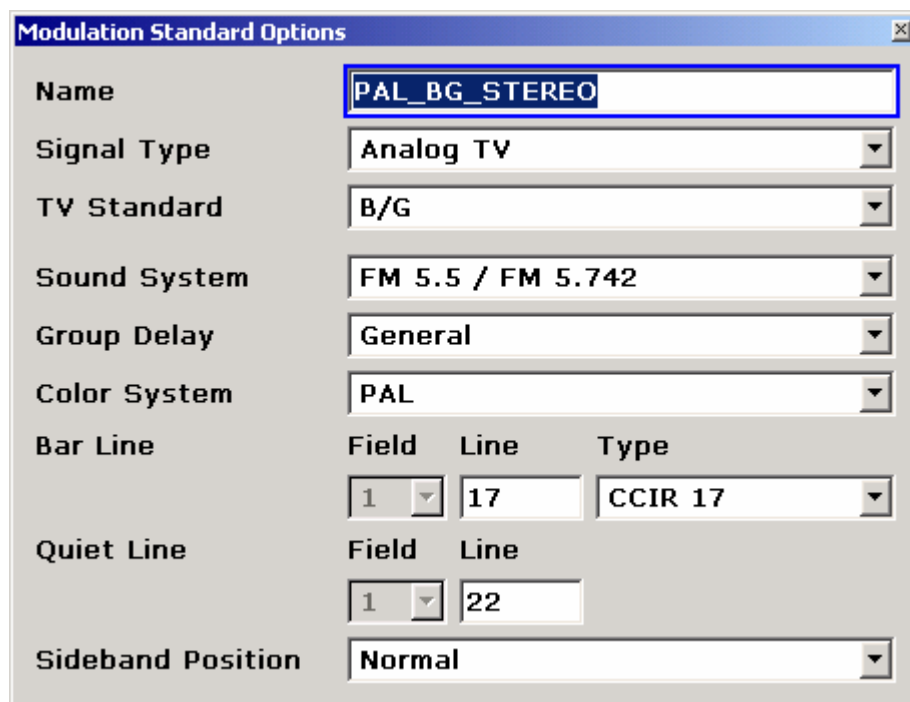 Modulation Standard Options
Name PAL_BG_STEREO
Signal Type Analog TV
TV Standard B/G
Sound System FM 5.5 / FM 5.742
Group Delay General
Color System PAL
Bar Line Field Line Type
1 17 CCIR 17
Quiet Line Field Line
1 22
Sideband Position Normal